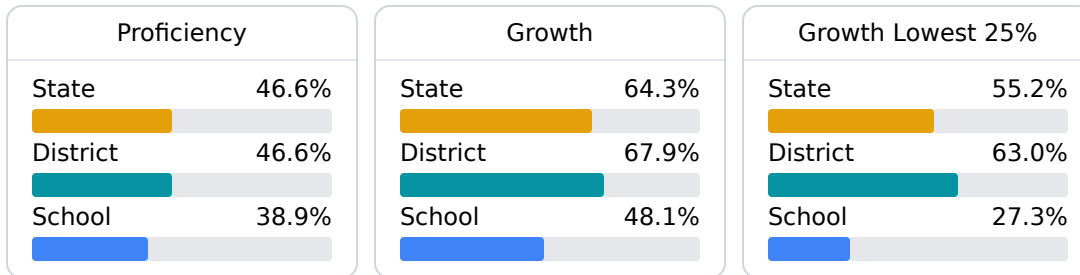 Proficiency
State 46.6%
District 46.6%
School 38.9%
Growth
State 64.3%
District 67.9%
School 48.1%
Growth Lowest 25%
State 55.2%
District 63.0%
School 27.3%